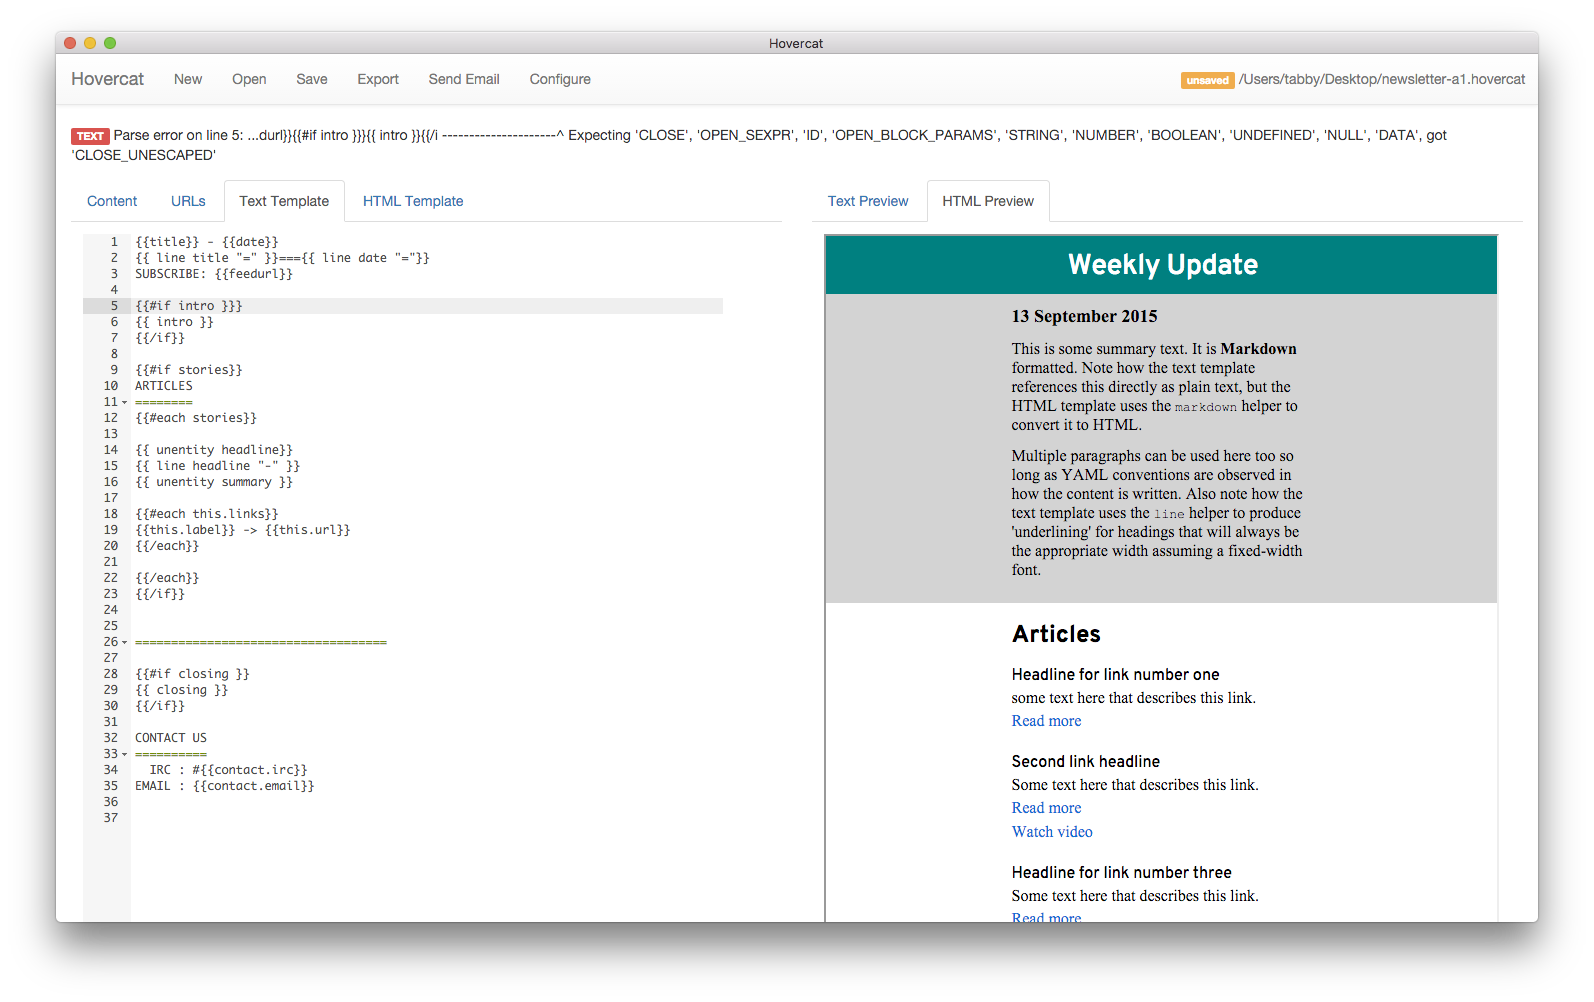 Hovercat
Hovercat New Open Save Export Send Email Configure unsaved /Users/tabby/Desktop/newsletter-a1.hovercat
TEXT Parse error on line 5: ...durl}}{{#if intro }}}{{ intro }}{{/i ---------------------^ Expecting 'CLOSE', 'OPEN_SEXPR', 'ID', 'OPEN_BLOCK_PARAMS', 'STRING', 'NUMBER', 'BOOLEAN', 'UNDEFINED', 'NULL', 'DATA', got
'CLOSE_UNESCAPED'
Content URLs Text Template HTML Template
1 {{title}} - {{date}}
2 {{ line title "=" }}==={{ line date "="}}
3 SUBSCRIBE: {{feedurl}}
4
5 {{#if intro }}}
6 {{ intro }}
7 {{/if}}
8
9 {{#if stories}}
10 ARTICLES
11 ========
12 {{#each stories}}
13
14 {{ unentity headline}}
15 {{ line headline "-" }}
16 {{ unentity summary }}
17
18 {{#each this.links}}
19 {{this.label}} -> {{this.url}}
20 {{/each}}
21
22 {{/each}}
23 {{/if}}
24
25
26 ===================================
27
28 {{#if closing }}
29 {{ closing }}
30 {{/if}}
31
32 CONTACT US
33 ==========
34 IRC : #{{contact.irc}}
35 EMAIL : {{contact.email}}
36
37
Text Preview HTML Preview
Weekly Update
13 September 2015
This is some summary text. It is Markdown
formatted. Note how the text template
references this directly as plain text, but the
HTML template uses the markdown helper to
convert it to HTML.
Multiple paragraphs can be used here too so
long as YAML conventions are observed in
how the content is written. Also note how the
text template uses the line helper to produce
'underlining' for headings that will always be
the appropriate width assuming a fixed-width
font.
Articles
Headline for link number one
some text here that describes this link.
Read more
Second link headline
Some text here that describes this link.
Read more
Watch video
Headline for link number three
Some text here that describes this link.
Read more